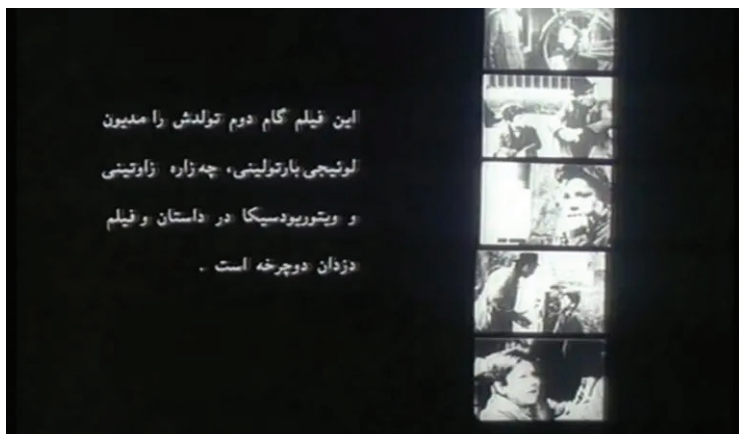 این فیلم گام دوم تولدش را مدیون
لوئیجی بارتولینی، چه زاره زاوتینی
و ویتوریودسیکا در داستان و فیلم
دزدان دوچرخه است .